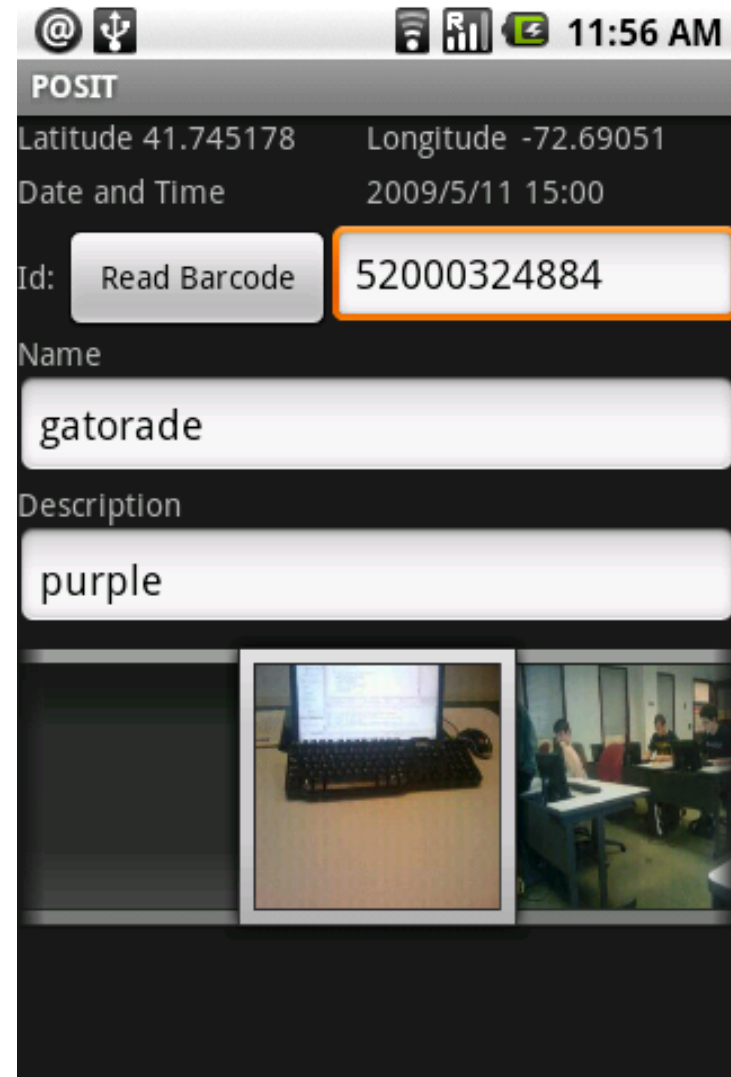 11:56 AM
POSIT
Latitude 41.745178 Longitude -72.69051
Date and Time 2009/5/11 15:00
Id: Read Barcode 52000324884
Name
gatorade
Description
purple